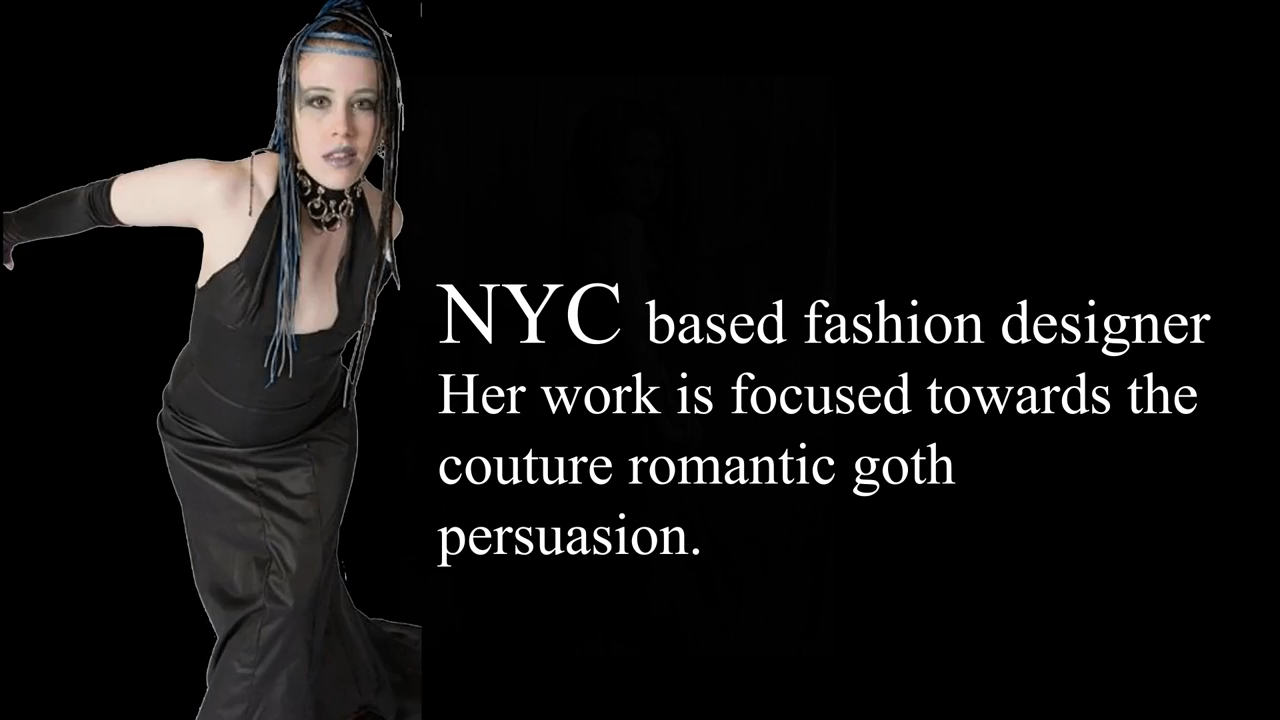 NYC based fashion designer
Her work is focused towards the
couture romantic goth
persuasion.